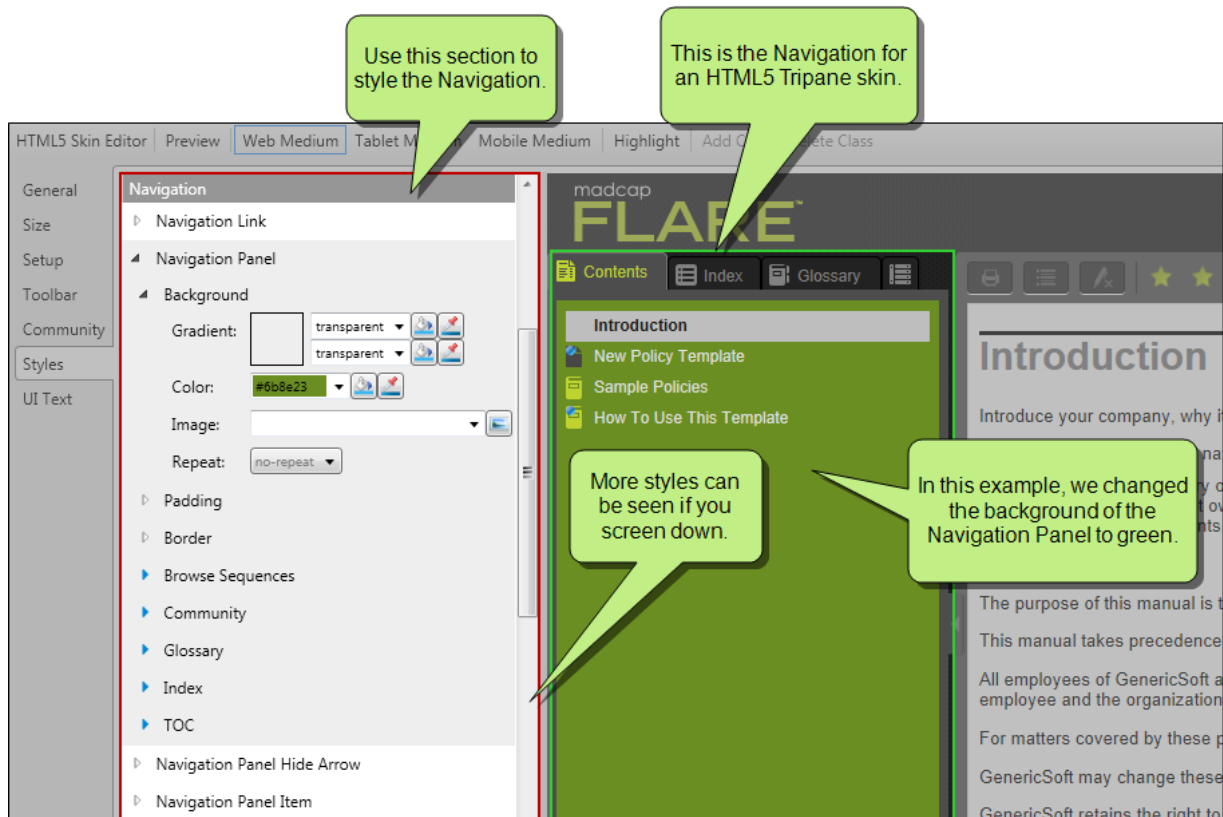 Use this section to
style the Navigation.
This is the Navigation for
an HTML5 Tripane skin.
HTML5 Skin Editor Preview Web Medium Tablet M Mobile Medium Highlight Add Class
General
Size
Setup
Toolbar
Community
Styles
UI Text
Navigation
Navigation Link
Navigation Panel
Background
Gradient: transparent
transparent
Color: #6b8e23
Image:
Repeat: no-repeat
Padding
Border
Browse Sequences
Community
Glossary
Index
TOC
Navigation Panel Hide Arrow
Navigation Panel Item
madcap
FLARE™
Contents Index Glossary
Introduction
New Policy Template
Sample Policies
How To Use This Template
More styles can
be seen if you
screen down.
In this example, we changed
the background of the
Navigation Panel to green.
Introduction
Introduce your company, why i
The purpose of this manual is t
This manual takes precedence
All employees of GenericSoft a
employee and the organization
For matters covered by these p
GenericSoft may change these
GenericSoft retains the right to